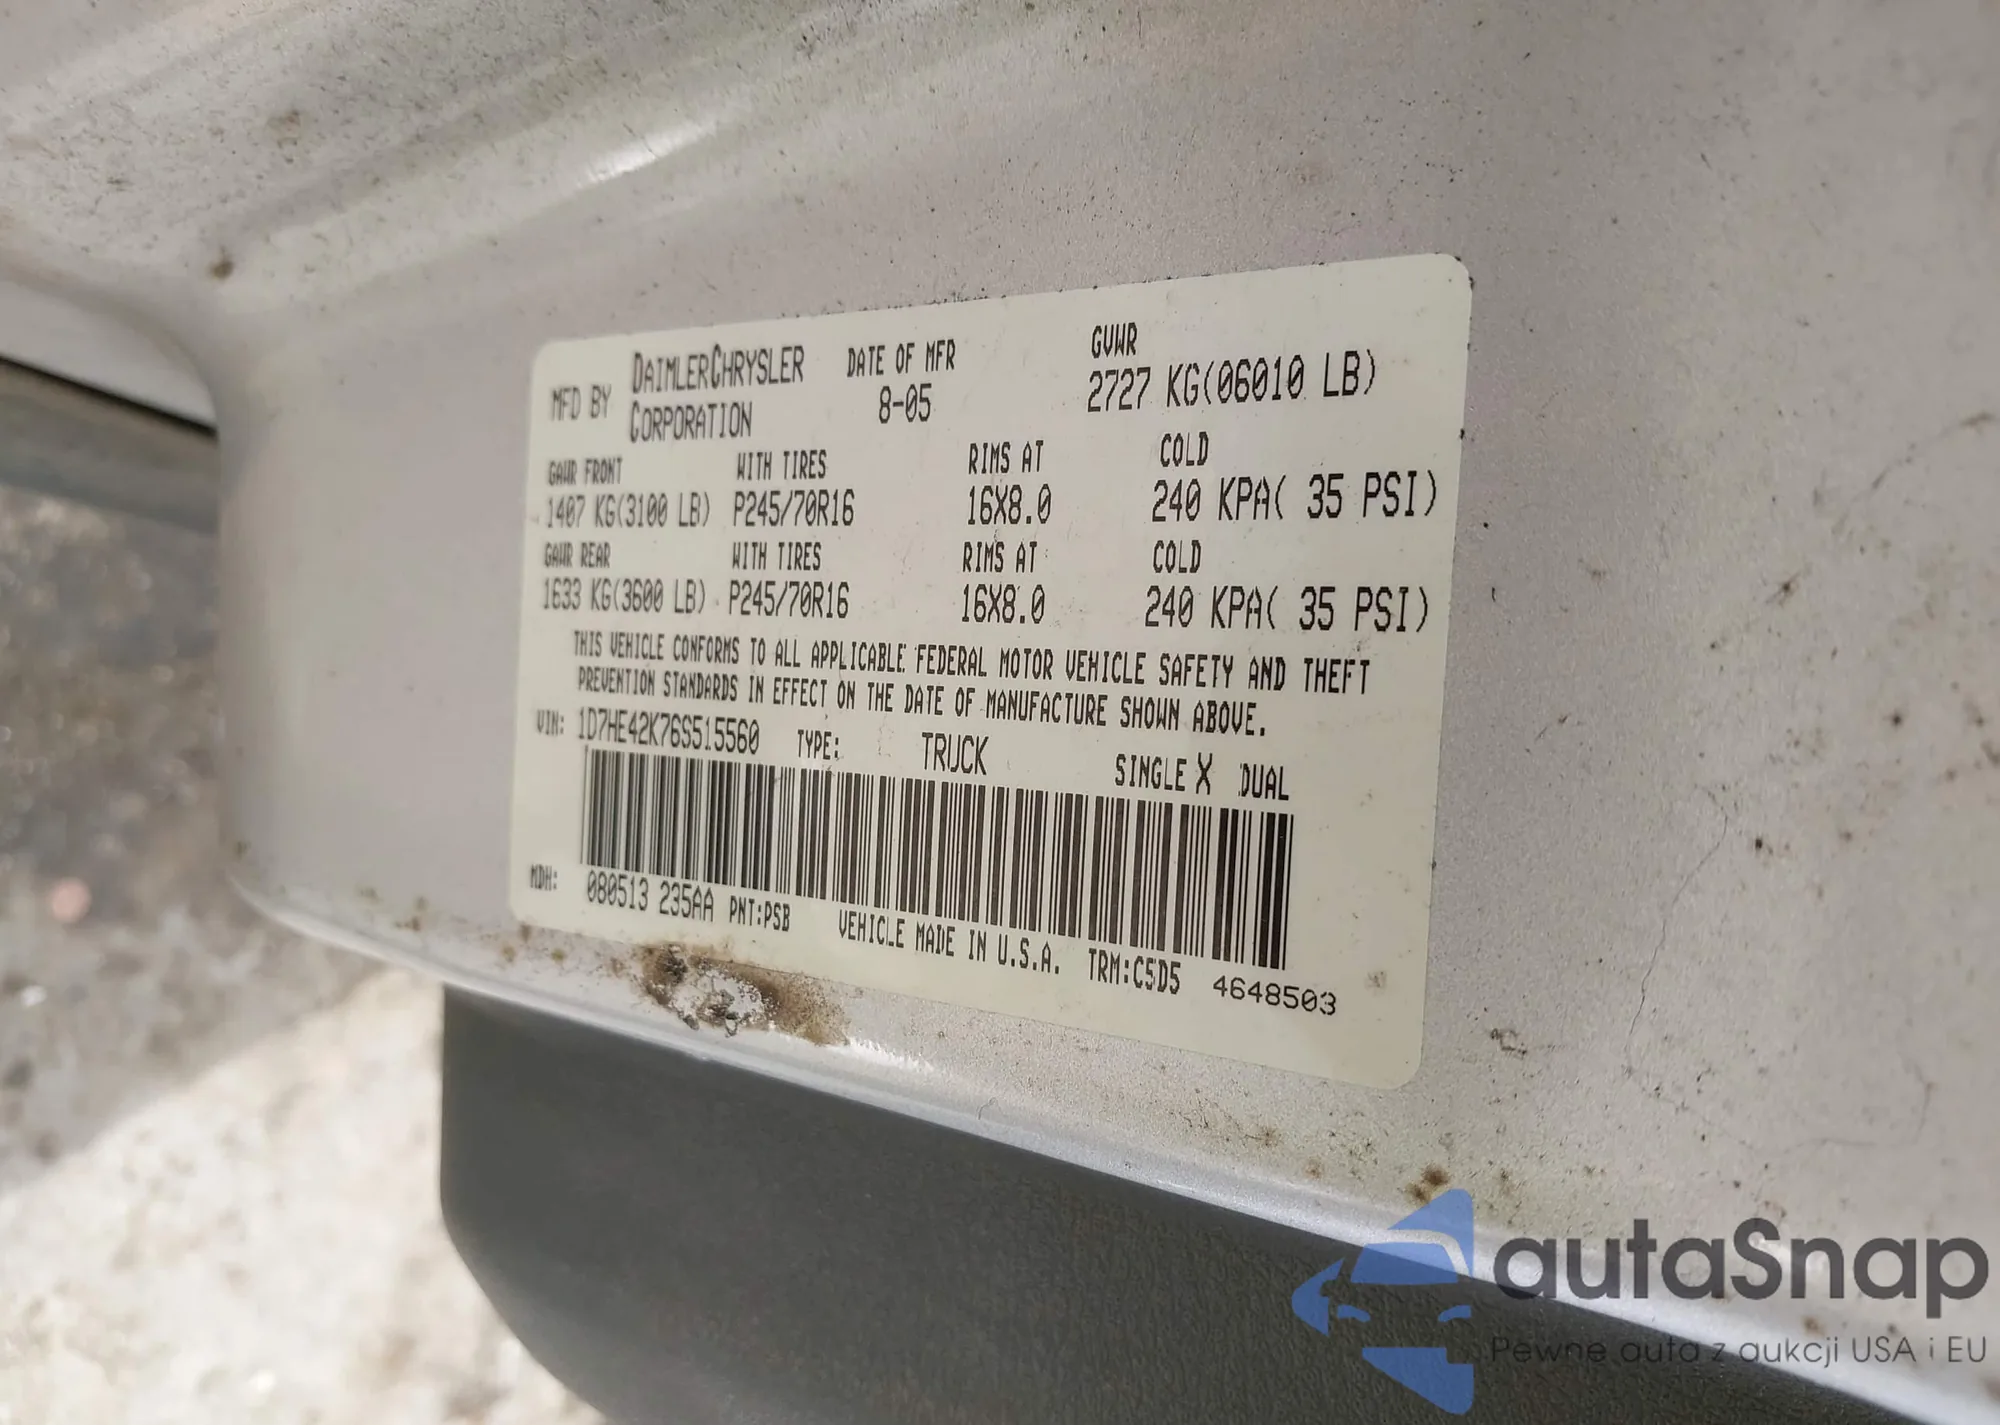 MFD BY DAIMLERCHRYSLER CORPORATION DATE OF MFR 8-05 GVWR 2727 KG(06010 LB)
GAWR FRONT WITH TIRES RIMS AT COLD
1407 KG(3100 LB) P245/70R16 16X8.0 240 KPA( 35 PSI)
GAWR REAR WITH TIRES RIMS AT COLD
1633 KG(3600 LB) P245/70R16 16X8.0 240 KPA( 35 PSI)
THIS VEHICLE CONFORMS TO ALL APPLICABLE FEDERAL MOTOR VEHICLE SAFETY AND THEFT
PREVENTION STANDARDS IN EFFECT ON THE DATE OF MANUFACTURE SHOWN ABOVE.
VIN: 1D7HE42K76S515560 TYPE: TRUCK SINGLE X DUAL
MDH: 080513 235AA PNT:PSB VEHICLE MADE IN U.S.A. TRM:C5D5 4648503
autaSnap
Pewne auta z aukcji USA i EU